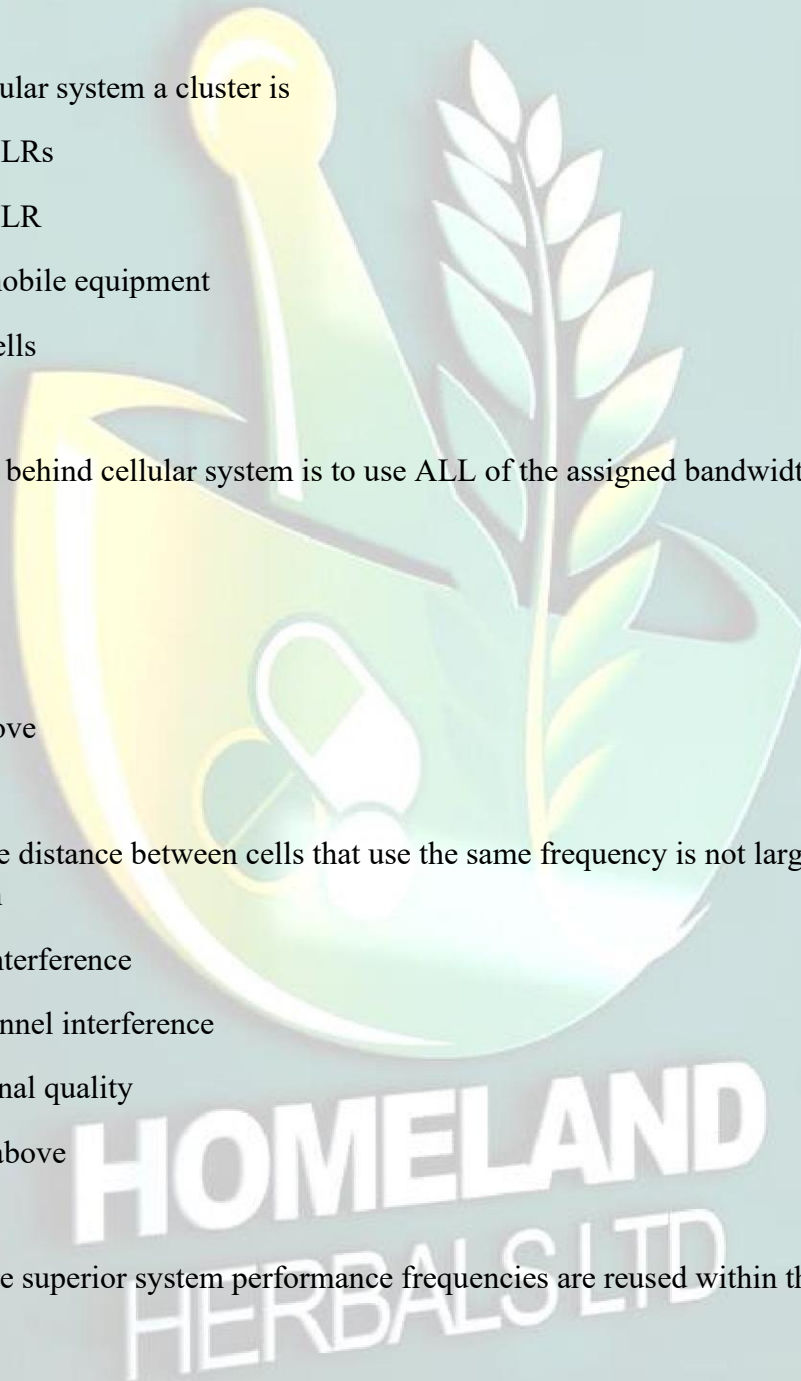 ular system a cluster is
LRs
LR
obile equipment
ells
behind cellular system is to use ALL of the assigned bandwidt
ove
e distance between cells that use the same frequency is not larg
nterference
nnel interference
nal quality
above
HOMELAND
e superior system performance frequencies are reused within th
HERBALS LTD